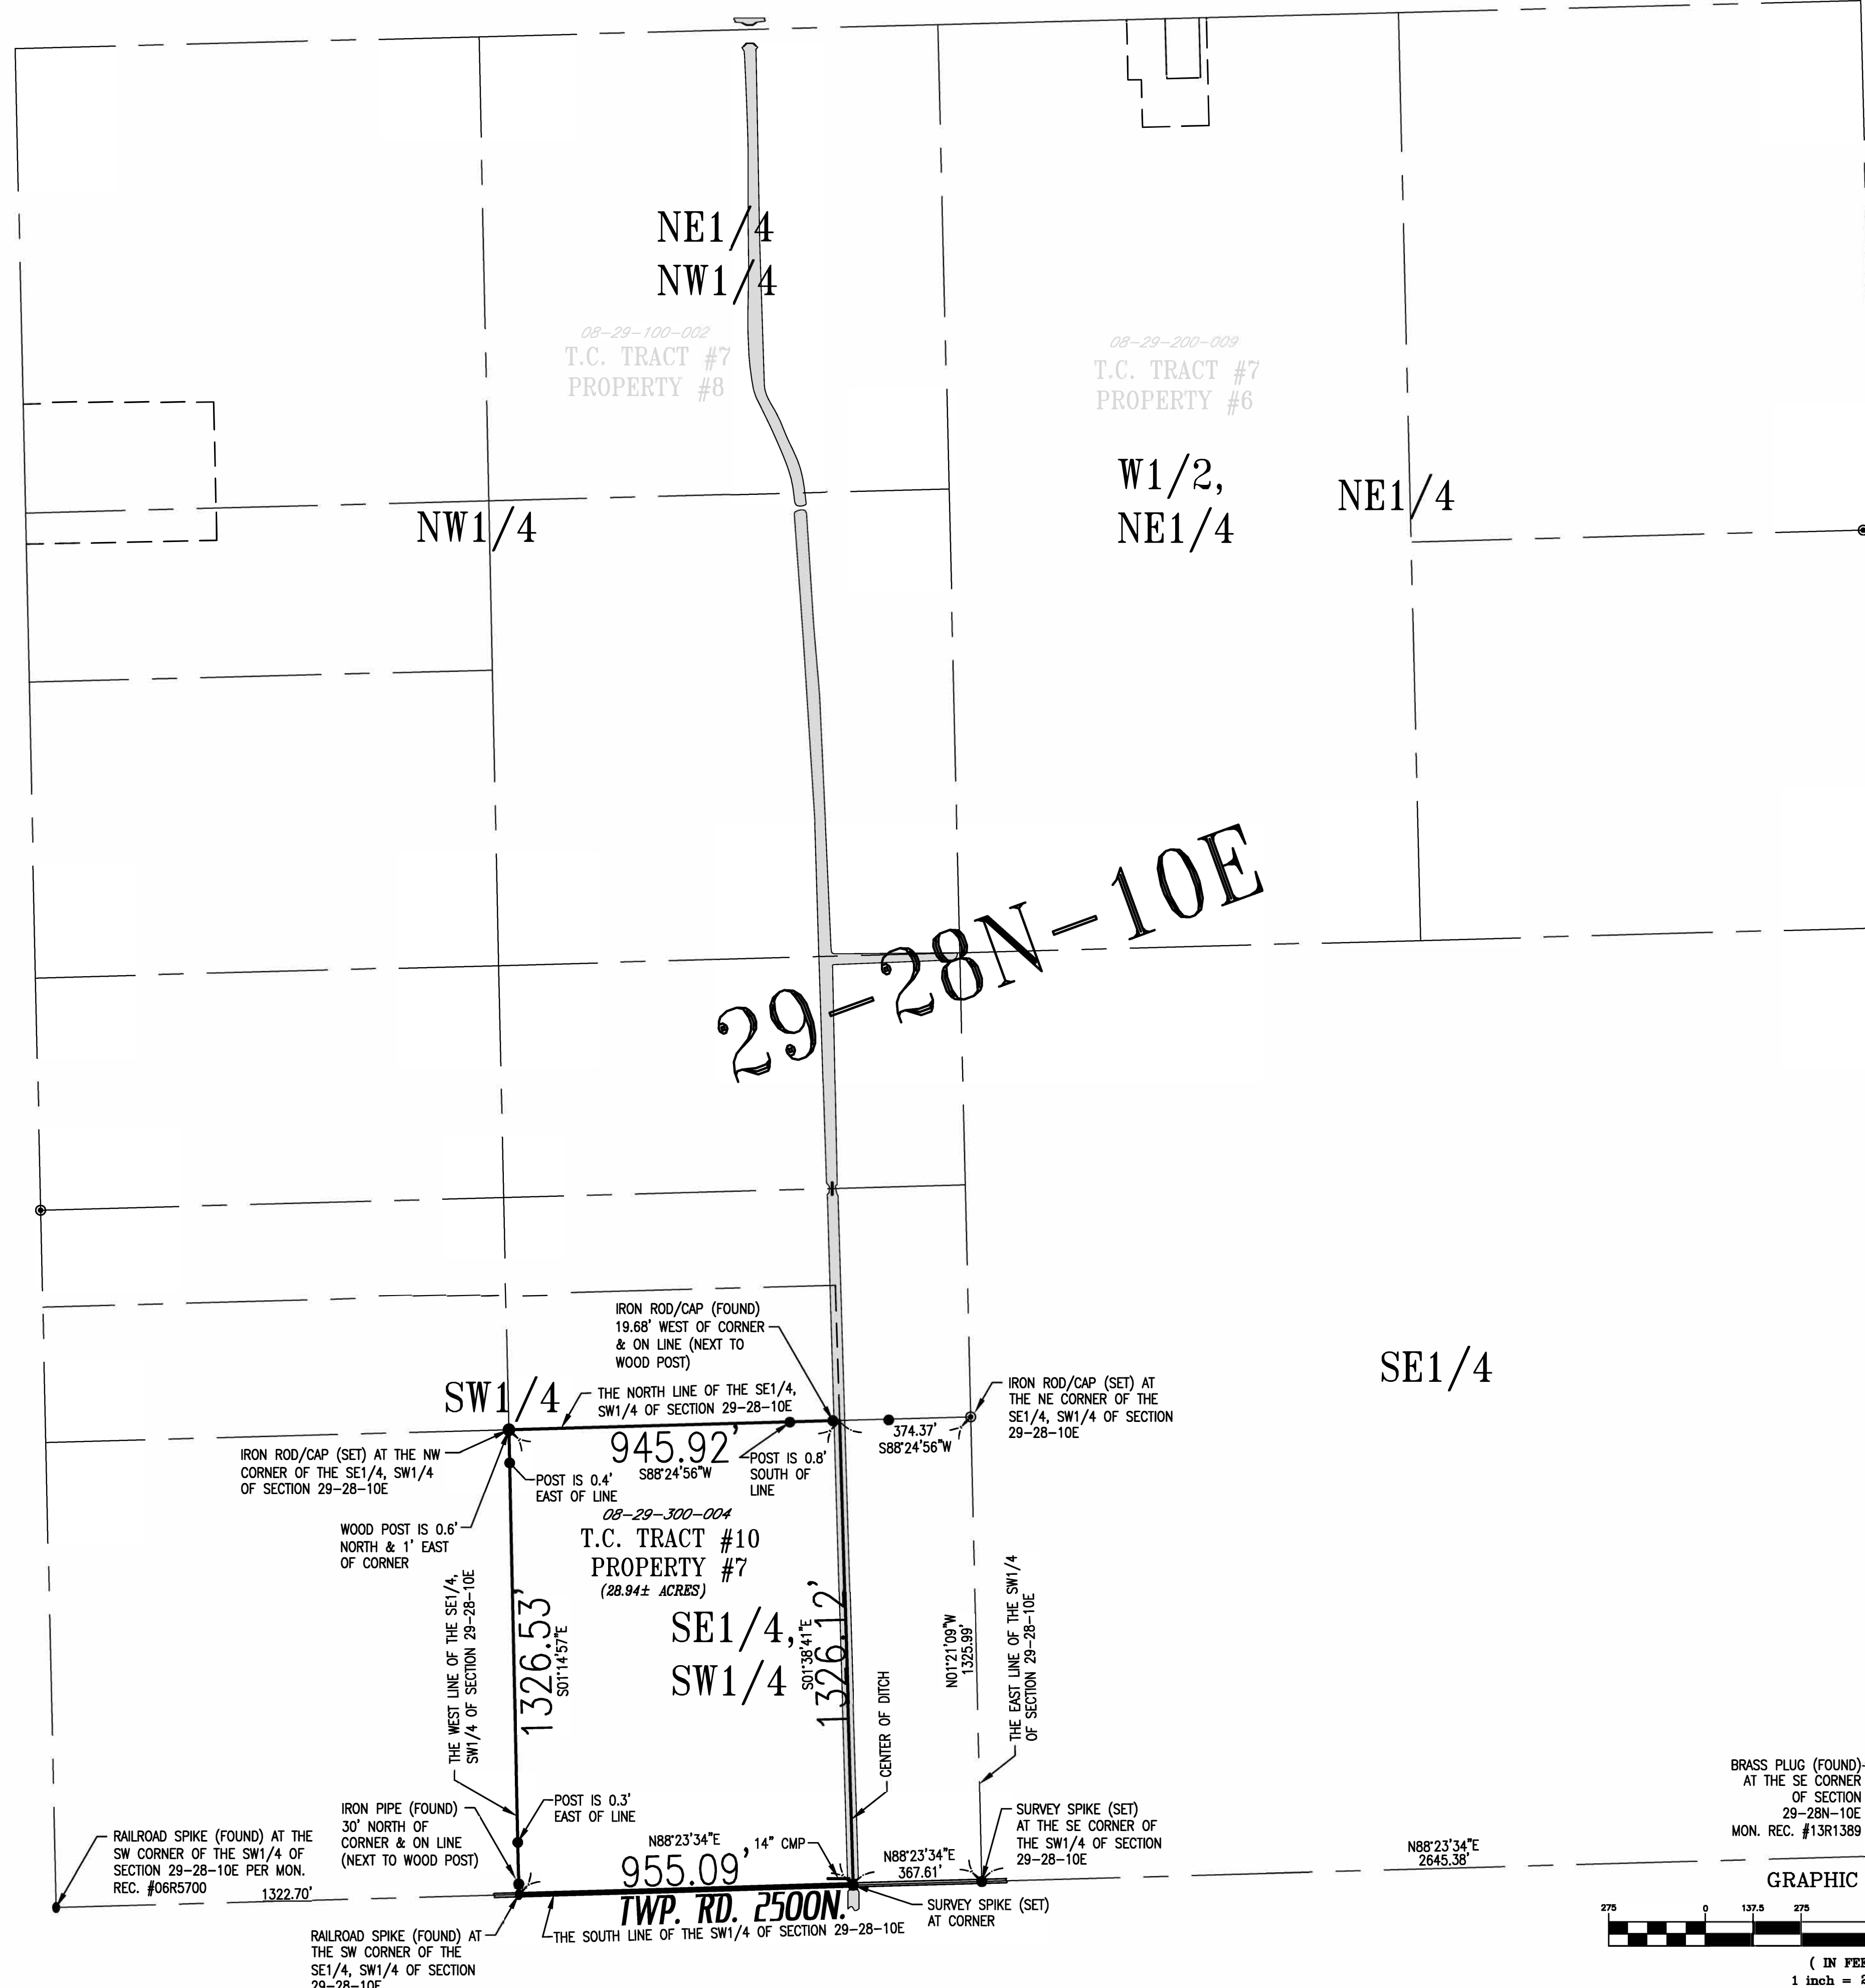 NE1/4
NW1/4
08-29-100-002
T.C. TRACT #7
PROPERTY #8
08-29-200-009
T.C. TRACT #7
PROPERTY #6
W1/2,
NE1/4
NE1/4
NW1/4
29-28N-10E
SE1/4
SW1/4
IRON ROD/CAP (FOUND)
19.68' WEST OF CORNER
& ON LINE (NEXT TO
WOOD POST)
THE NORTH LINE OF THE SE1/4,
SW1/4 OF SECTION 29-28-10E
IRON ROD/CAP (SET) AT
THE NE CORNER OF THE
SE1/4, SW1/4 OF SECTION
29-28-10E
374.37'
S88°24'56"W
945.92'
S88°24'56"W
IRON ROD/CAP (SET) AT THE NW
CORNER OF THE SE1/4, SW1/4
OF SECTION 29-28-10E
POST IS 0.4'
EAST OF LINE
POST IS 0.8'
SOUTH OF
LINE
WOOD POST IS 0.6'
NORTH & 1' EAST
OF CORNER
08-29-300-004
T.C. TRACT #10
PROPERTY #7
(28.94± ACRES)
SE1/4,
SW1/4
THE WEST LINE OF THE SE1/4,
SW1/4 OF SECTION 29-28-10E
1326.53'
S01°14'57"E
S01°38'41"E
1326.12'
CENTER OF DITCH
N01°21'09"W
1325.99'
THE EAST LINE OF THE SW1/4
OF SECTION 29-28-10E
IRON PIPE (FOUND)
30' NORTH OF
CORNER & ON LINE
(NEXT TO WOOD POST)
POST IS 0.3'
EAST OF LINE
RAILROAD SPIKE (FOUND) AT THE
SW CORNER OF THE SW1/4 OF
SECTION 29-28-10E PER MON.
REC. #06R5700
1322.70'
N88°23'34"E
955.09'
14" CMP
N88°23'34"E
367.61'
SURVEY SPIKE (SET)
AT THE SE CORNER OF
THE SW1/4 OF SECTION
29-28-10E
N88°23'34"E
2645.38'
BRASS PLUG (FOUND)
AT THE SE CORNER
OF SECTION
29-28N-10E
MON. REC. #13R1389
TWP. RD. 2500N.
SURVEY SPIKE (SET)
AT CORNER
THE SOUTH LINE OF THE SW1/4 OF SECTION 29-28-10E
RAILROAD SPIKE (FOUND) AT
THE SW CORNER OF THE
SE1/4, SW1/4 OF SECTION
29-28-10E
GRAPHIC
275 0 137.5 275
( IN FEE
1 inch =